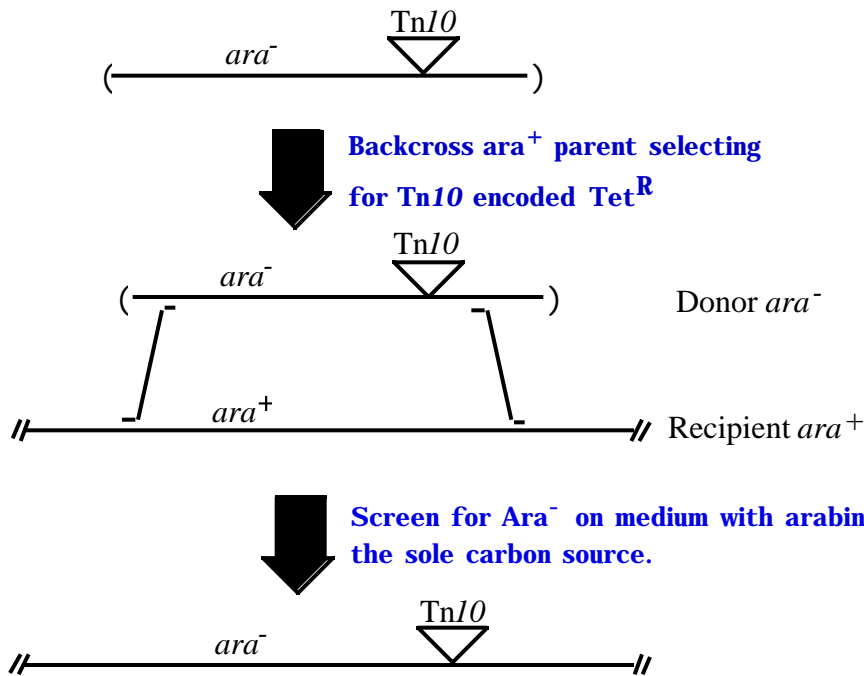 Tn10
ara⁻
Backcross ara⁺ parent selecting
for Tn10 encoded Tetᴿ
Tn10
ara⁻
Donor ara⁻
ara⁺
Recipient ara⁺
Screen for Ara⁻ on medium with arabin
the sole carbon source.
Tn10
ara⁻